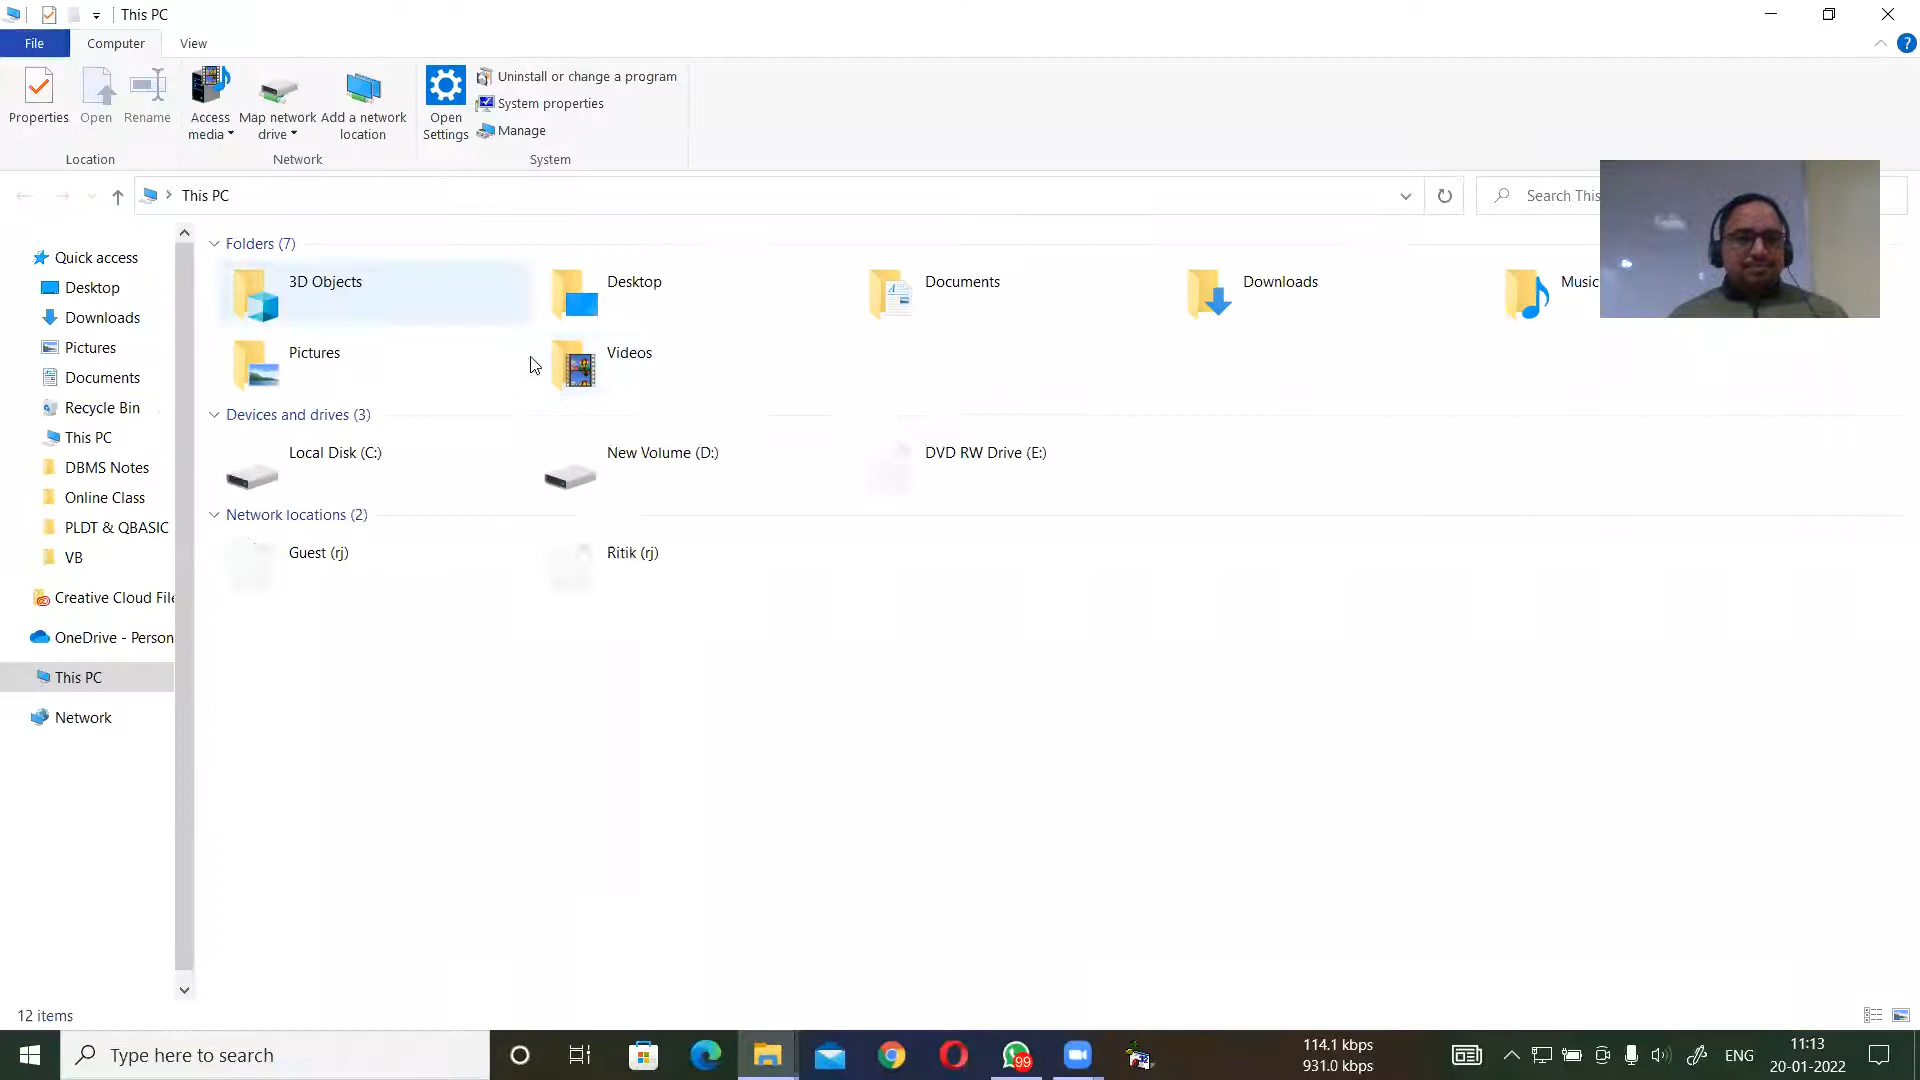 This PC
File
Computer
View
Properties
Open
Rename
Access
media
Map network
drive
Add a network
location
Open
Settings
Uninstall or change a program
System properties
Manage
Location
Network
System
This PC
Search This
Quick access
Desktop
Downloads
Pictures
Documents
Recycle Bin
This PC
DBMS Notes
Online Class
PLDT & QBASIC
VB
Creative Cloud File
OneDrive - Person
This PC
Network
Folders (7)
3D Objects
Desktop
Documents
Downloads
Music
Pictures
Videos
Devices and drives (3)
Local Disk (C:)
New Volume (D:)
DVD RW Drive (E:)
Network locations (2)
Guest (rj)
Ritik (rj)
12 items
Type here to search
99
114.1 kbps
931.0 kbps
ENG
11:13
20-01-2022